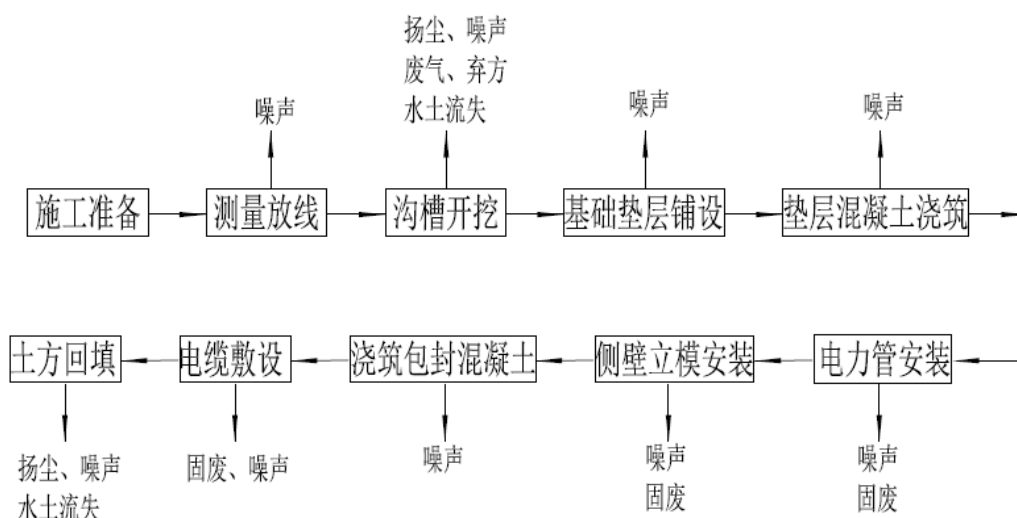 扬尘、噪声
废气、弃方
水土流失
噪声
噪声
噪声
施工准备
测量放线
沟槽开挖
基础垫层铺设
垫层混凝土浇筑
土方回填
电缆敷设
浇筑包封混凝土
侧壁立模安装
电力管安装
扬尘、噪声
水土流失
固废、噪声
噪声
噪声
固废
噪声
固废